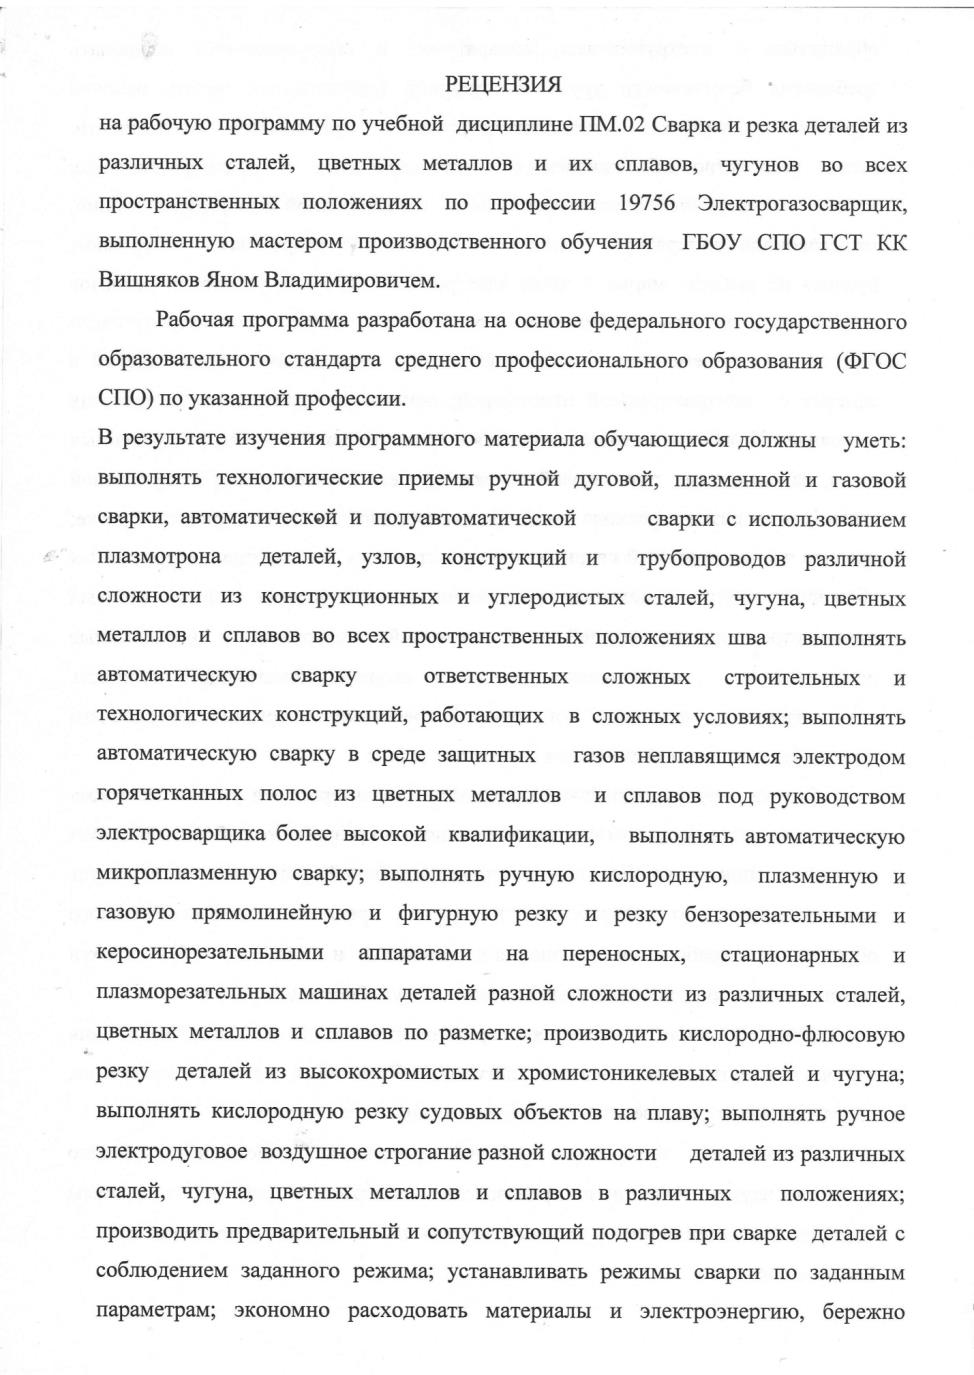 РЕЦЕНЗИЯ
на рабочую программу по учебной дисциплине ПМ.02 Сварка и резка деталей из
различных сталей, цветных металлов и их сплавов, чугунов во всех
пространственных положениях по профессии 19756 Электрогазосварщик,
выполненную мастером производственного обучения ГБОУ СПО ГСТ КК
Вишняков Яном Владимировичем.
Рабочая программа разработана на основе федерального государственного
образовательного стандарта среднего профессионального образования (ФГОС
СПО) по указанной профессии.
В результате изучения программного материала обучающиеся должны уметь:
выполнять технологические приемы ручной дуговой, плазменной и газовой
сварки, автоматической и полуавтоматической сварки с использованием
плазмотрона деталей, узлов, конструкций и трубопроводов различной
сложности из конструкционных и углеродистых сталей, чугуна, цветных
металлов и сплавов во всех пространственных положениях шва выполнять
автоматическую сварку ответственных сложных строительных и
технологических конструкций, работающих в сложных условиях; выполнять
автоматическую сварку в среде защитных газов неплавящимся электродом
горячетканных полос из цветных металлов и сплавов под руководством
электросварщика более высокой квалификации, выполнять автоматическую
микроплазменную сварку; выполнять ручную кислородную, плазменную и
газовую прямолинейную и фигурную резку и резку бензорезательными и
керосинорезательными аппаратами на переносных, стационарных и
плазморезательных машинах деталей разной сложности из различных сталей,
цветных металлов и сплавов по разметке; производить кислородно-флюсовую
резку деталей из высокохромистых и хромистоникелевых сталей и чугуна;
выполнять кислородную резку судовых объектов на плаву; выполнять ручное
электродуговое воздушное строгание разной сложности деталей из различных
сталей, чугуна, цветных металлов и сплавов в различных положениях;
производить предварительный и сопутствующий подогрев при сварке деталей с
соблюдением заданного режима; устанавливать режимы сварки по заданным
параметрам; экономно расходовать материалы и электроэнергию, бережно